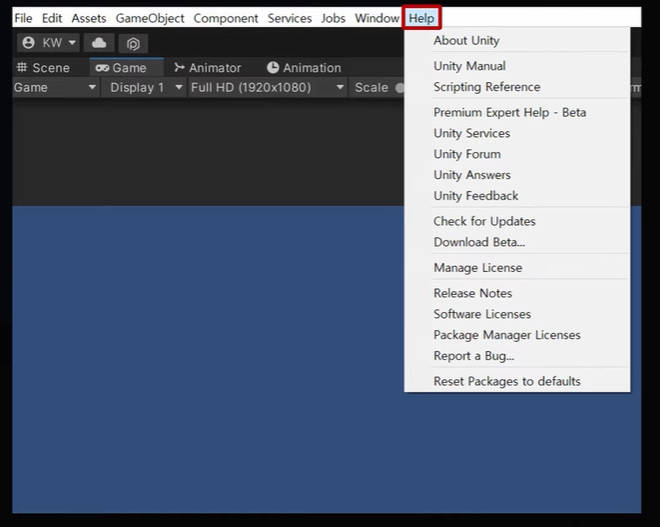 File Edit Assets GameObject Component Services Jobs Window Help
KW
Scene Game Animator Animation
Game Display 1 Full HD (1920x1080) Scale
About Unity
Unity Manual
Scripting Reference
Premium Expert Help - Beta
Unity Services
Unity Forum
Unity Answers
Unity Feedback
Check for Updates
Download Beta...
Manage License
Release Notes
Software Licenses
Package Manager Licenses
Report a Bug...
Reset Packages to defaults